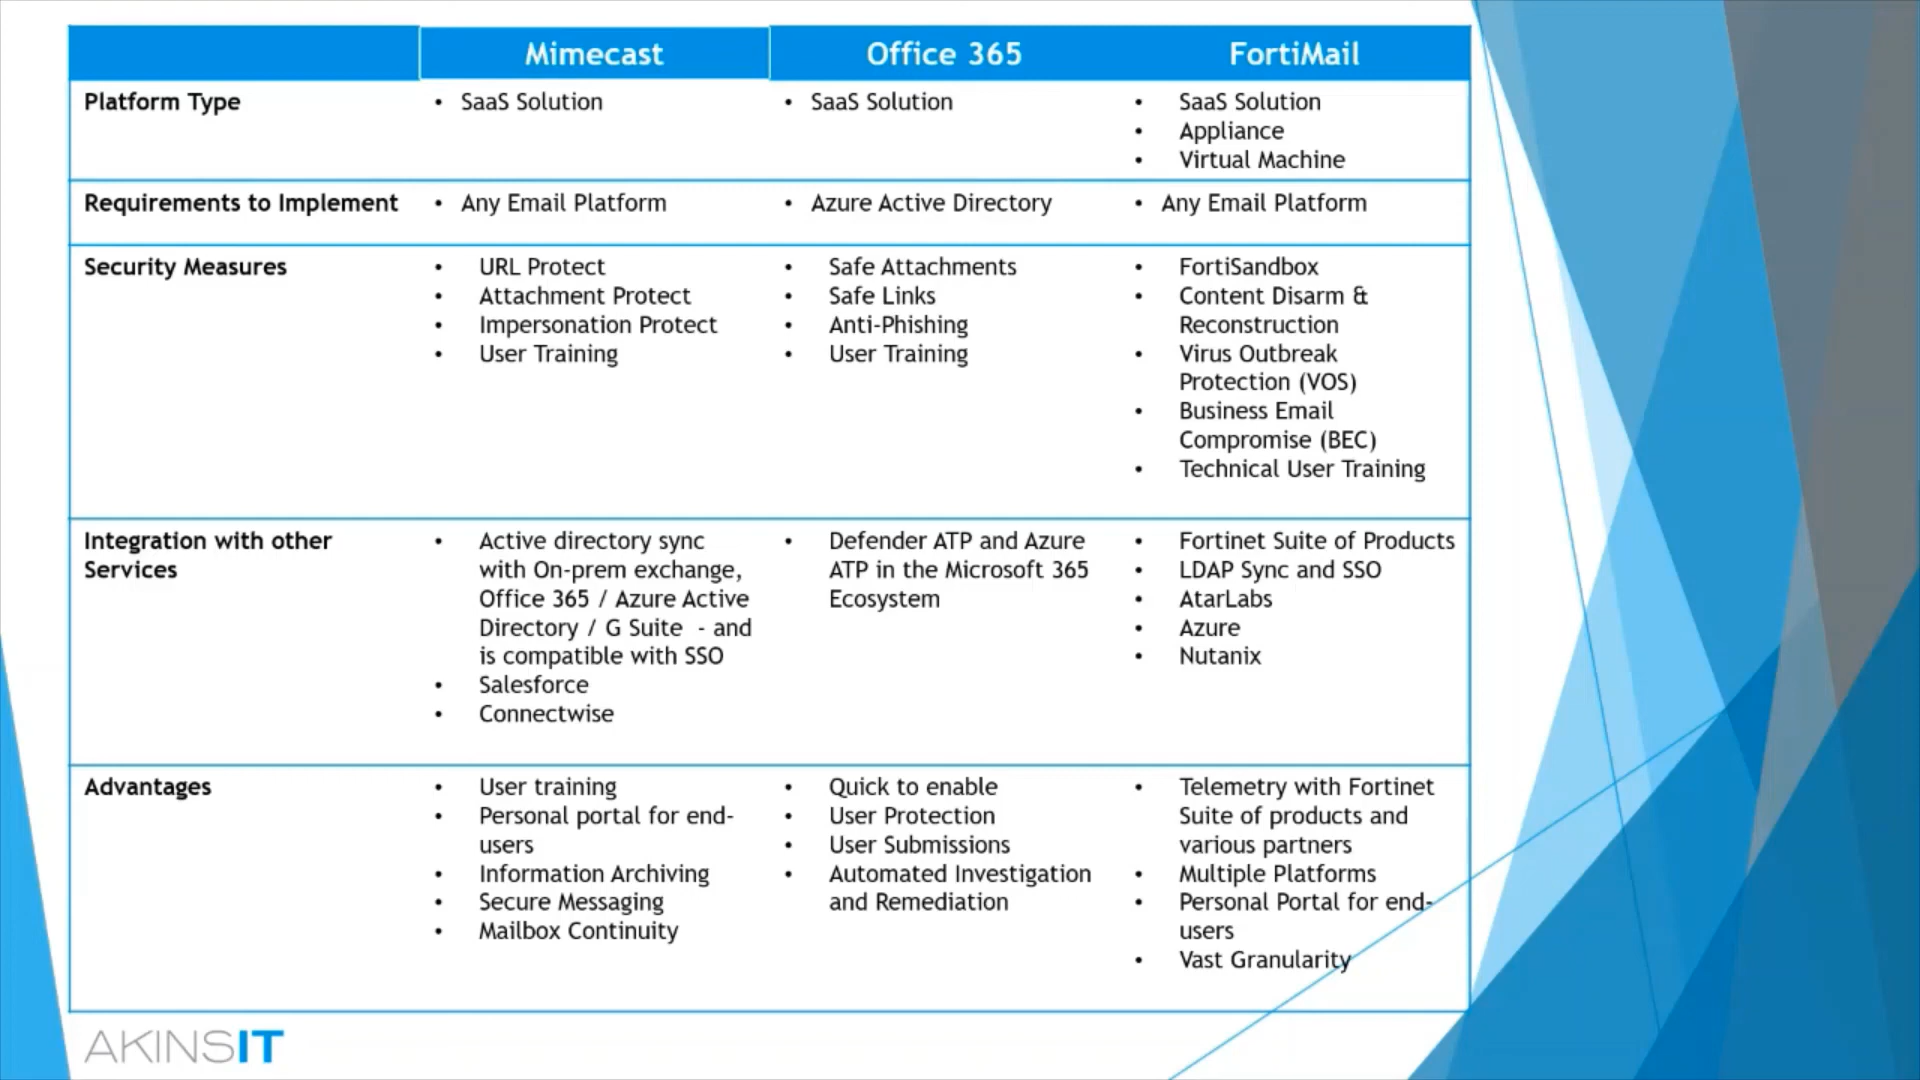 Mimecast Office 365 FortiMail
Platform Type
• SaaS Solution
• SaaS Solution
• SaaS Solution
• Appliance
• Virtual Machine
Requirements to Implement
• Any Email Platform
• Azure Active Directory
• Any Email Platform
Security Measures
• URL Protect
• Attachment Protect
• Impersonation Protect
• User Training
• Safe Attachments
• Safe Links
• Anti-Phishing
• User Training
• FortiSandbox
• Content Disarm &
Reconstruction
• Virus Outbreak
Protection (VOS)
• Business Email
Compromise (BEC)
• Technical User Training
Integration with other
Services
• Active directory sync
with On-prem exchange,
Office 365 / Azure Active
Directory / G Suite - and
is compatible with SSO
• Salesforce
• Connectwise
• Defender ATP and Azure
ATP in the Microsoft 365
Ecosystem
• Fortinet Suite of Products
• LDAP Sync and SSO
• AtarLabs
• Azure
• Nutanix
Advantages
• User training
• Personal portal for end-
users
• Information Archiving
• Secure Messaging
• Mailbox Continuity
• Quick to enable
• User Protection
• User Submissions
• Automated Investigation
and Remediation
• Telemetry with Fortinet
Suite of products and
various partners
• Multiple Platforms
• Personal Portal for end-
users
• Vast Granularity
AKINSIT